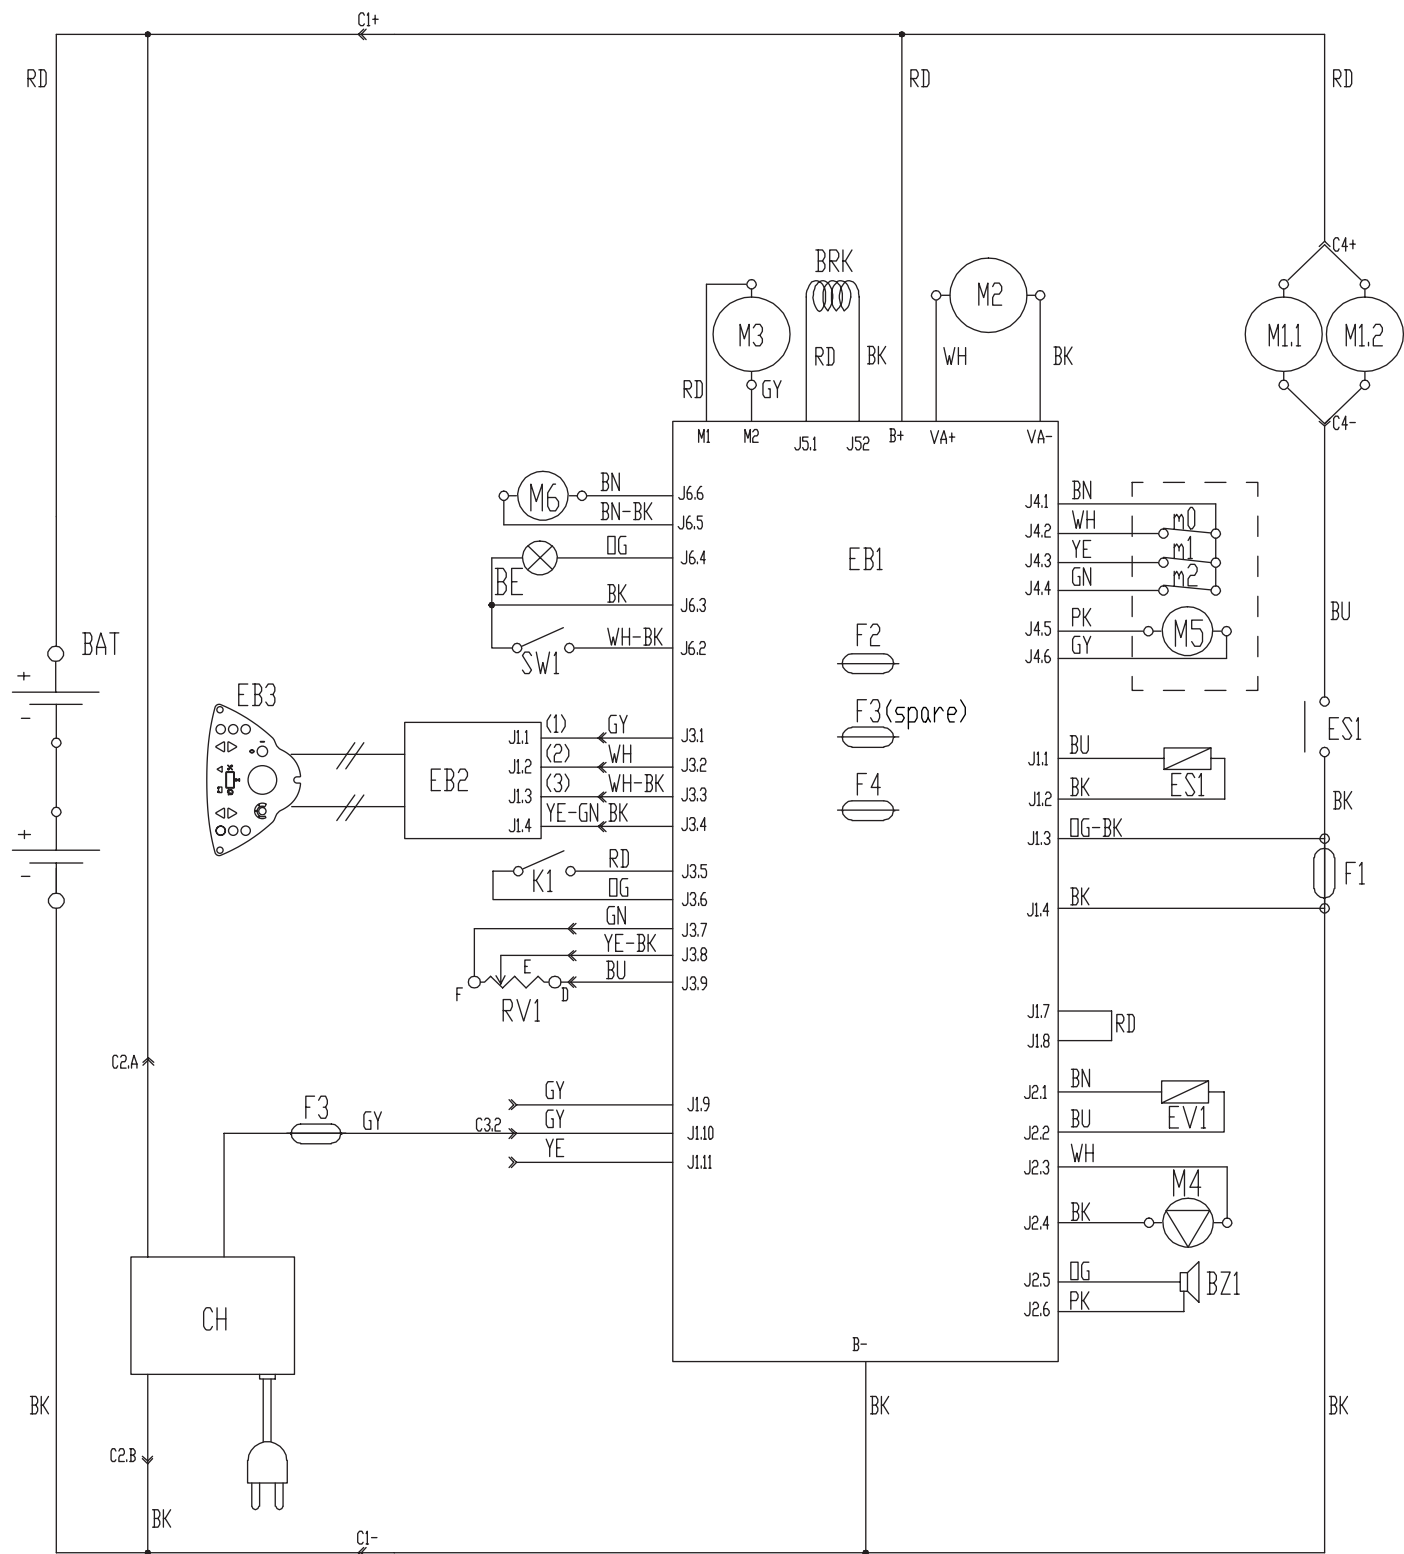 C1+
RD
RD
RD
C4+
BRK
M2
M3
M1.1
M1.2
RD
BK
WH
BK
RD
GY
C4-
M1
M2
J5.1
J52
B+
VA+
VA-
M6
BN
J6.6
BN-BK
J6.5
OG
J6.4
BE
BK
J6.3
WH-BK
J6.2
SW1
EB1
F2
F3(spare)
F4
J4.1
BN
J4.2
WH
m0
J4.3
YE
m1
J4.4
GN
m2
J4.5
PK
M5
J4.6
GY
BU
BAT
+
-
+
-
EB3
EB2
J1.1
(1)
GY
J3.1
J1.2
(2)
WH
J3.2
J1.3
(3)
WH-BK
J3.3
J1.4
YE-GN
BK
J3.4
RD
J3.5
K1
OG
J3.6
GN
J3.7
YE-BK
J3.8
E
BU
J3.9
F
D
RV1
ES1
J1.1
BU
ES1
J1.2
BK
BK
J1.3
OG-BK
F1
J1.4
BK
J1.7
RD
J1.8
C2.A
F3
GY
C3.2
GY
J1.9
GY
J1.10
YE
J1.11
J2.1
BN
EV1
J2.2
BU
J2.3
WH
M4
J2.4
BK
J2.5
OG
BZ1
J2.6
PK
CH
B-
BK
BK
BK
C2.B
BK
C1-